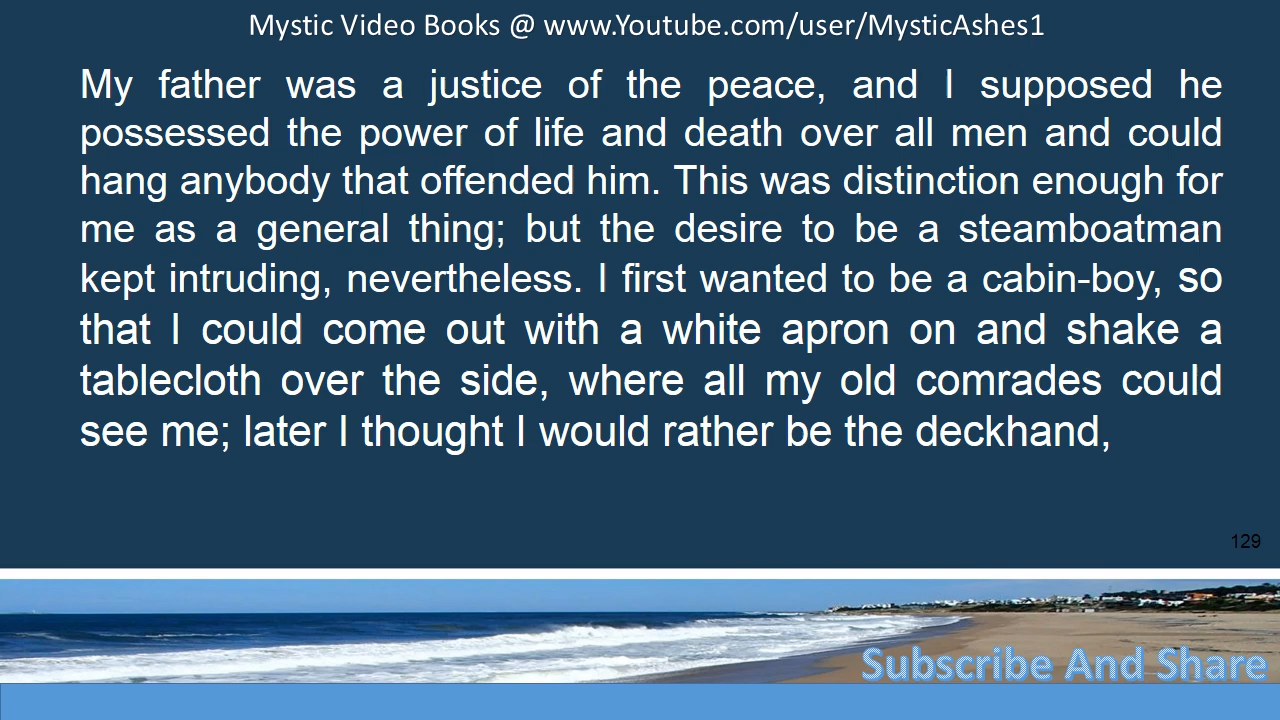 Mystic Video Books @ www.Youtube.com/user/MysticAshes1
My father was a justice of the peace, and I supposed he
possessed the power of life and death over all men and could
hang anybody that offended him. This was distinction enough for
me as a general thing; but the desire to be a steamboatman
kept intruding, nevertheless. I first wanted to be a cabin-boy, so
that I could come out with a white apron on and shake a
tablecloth over the side, where all my old comrades could
see me; later I thought I would rather be the deckhand,
129
Subscribe And Share